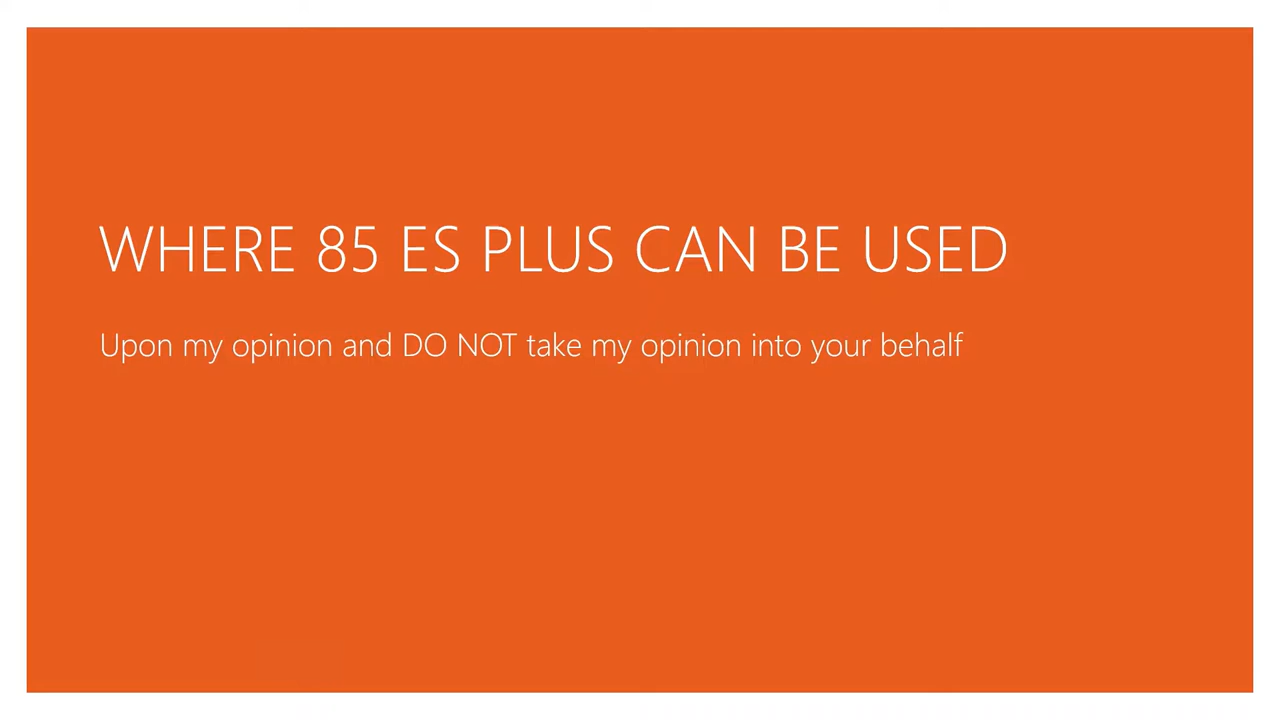 WHERE 85 ES PLUS CAN BE USED
Upon my opinion and DO NOT take my opinion into your behalf